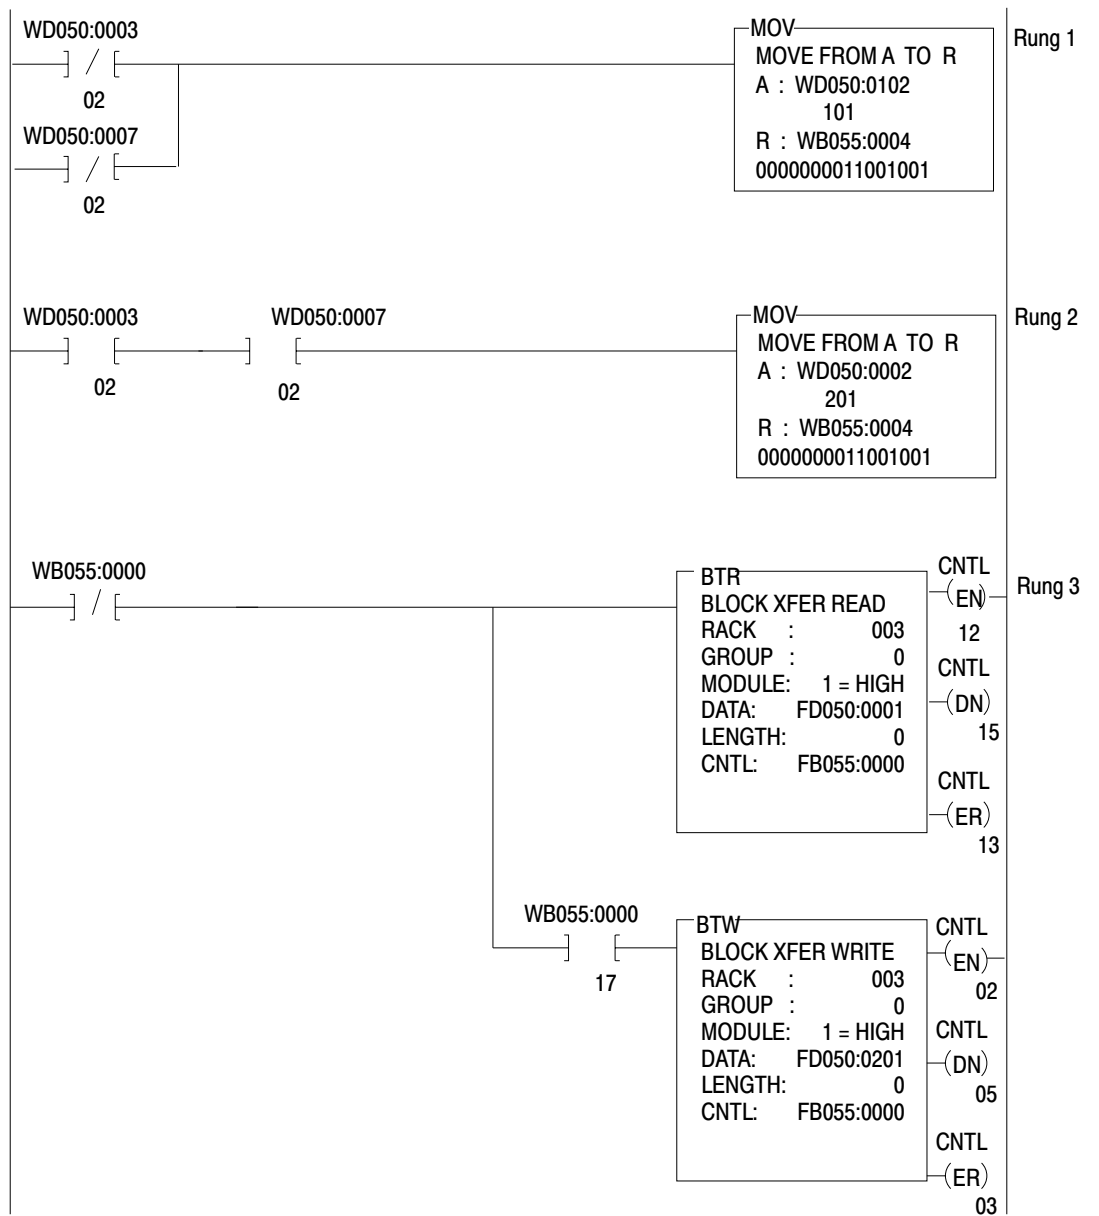 WD050:0003
] / [
02
WD050:0007
] / [
02
MOV
MOVE FROM A TO R
A : WD050:0102
101
R : WB055:0004
0000000011001001
Rung 1
WD050:0003
] [
02
WD050:0007
] [
02
MOV
MOVE FROM A TO R
A : WD050:0002
201
R : WB055:0004
0000000011001001
Rung 2
WB055:0000
] / [
BTR
BLOCK XFER READ
RACK : 003
GROUP : 0
MODULE: 1 = HIGH
DATA: FD050:0001
LENGTH: 0
CNTL: FB055:0000
CNTL
(EN)
12
CNTL
(DN)
15
CNTL
(ER)
13
Rung 3
WB055:0000
] [
17
BTW
BLOCK XFER WRITE
RACK : 003
GROUP : 0
MODULE: 1 = HIGH
DATA: FD050:0201
LENGTH: 0
CNTL: FB055:0000
CNTL
(EN)
02
CNTL
(DN)
05
CNTL
(ER)
03